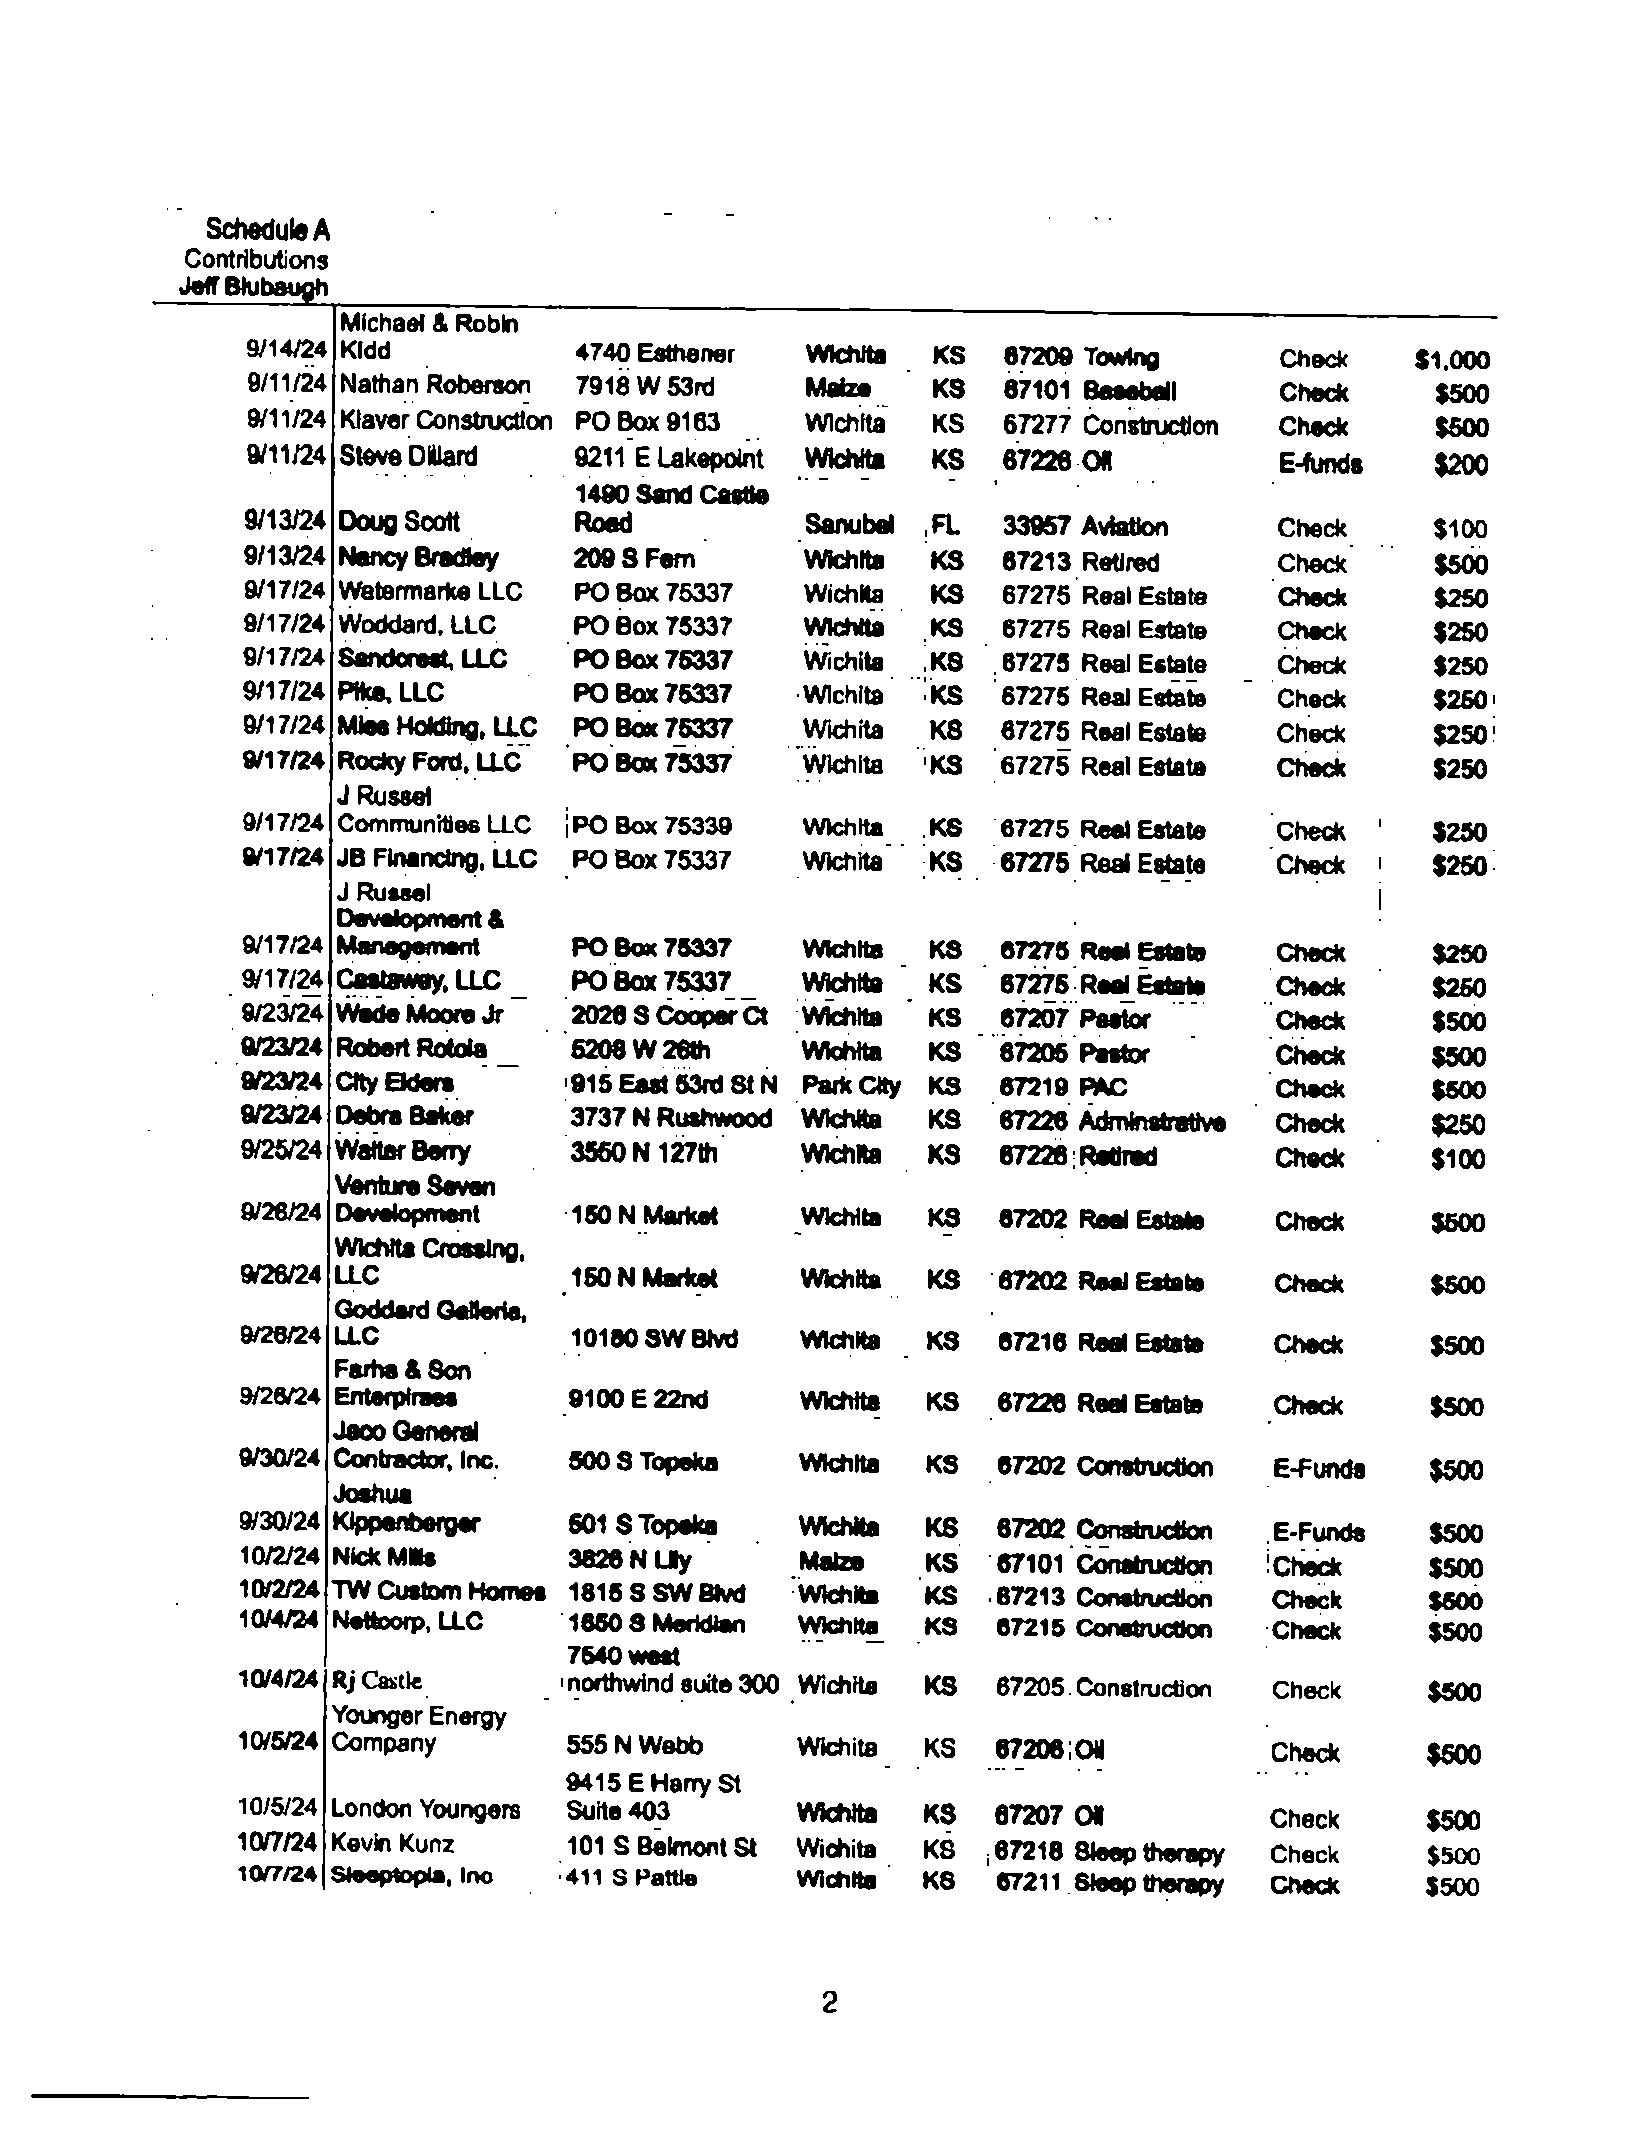 Schedule A
Contributions
Jeff Blubaugh
Michael & Robin
9/14/24 Kidd 4740 Esthener Wichita KS 67209 Towing Check $1,000
9/11/24 Nathan Roberson 7918 W 53rd Maize KS 67101 Baseball Check $500
9/11/24 Klaver Construction PO Box 9163 Wichita KS 67277 Construction Check $500
9/11/24 Steve Dillard 9211 E Lakepoint Wichita KS 67226 Oil E-funds $200
1490 Sand Castle
9/13/24 Doug Scott Road Sanubel FL 33957 Aviation Check $100
9/13/24 Nancy Bradley 209 S Fern Wichita KS 67213 Retired Check $500
9/17/24 Watermarke LLC PO Box 75337 Wichita KS 67275 Real Estate Check $250
9/17/24 Woddard, LLC PO Box 75337 Wichita KS 67275 Real Estate Check $250
9/17/24 Sandcrest, LLC PO Box 75337 Wichita KS 67275 Real Estate Check $250
9/17/24 Pike, LLC PO Box 75337 Wichita KS 67275 Real Estate Check $250
9/17/24 Mies Holding, LLC PO Box 75337 Wichita KS 67275 Real Estate Check $250
9/17/24 Rocky Ford, LLC PO Box 75337 Wichita KS 67275 Real Estate Check $250
J Russel
9/17/24 Communities LLC PO Box 75339 Wichita KS 67275 Real Estate Check $250
9/17/24 JB Financing, LLC PO Box 75337 Wichita KS 67275 Real Estate Check $250
J Russel
Development &
9/17/24 Management PO Box 75337 Wichita KS 67275 Real Estate Check $250
9/17/24 Castaway, LLC PO Box 75337 Wichita KS 67275 Real Estate Check $250
9/23/24 Wade Moore Jr 2026 S Cooper Ct Wichita KS 67207 Pastor Check $500
9/23/24 Robert Rotola 5208 W 26th Wichita KS 67205 Pastor Check $500
9/23/24 City Elders 915 East 53rd St N Park City KS 67219 PAC Check $500
9/23/24 Debra Baker 3737 N Rushwood Wichita KS 67226 Adminstrative Check $250
9/25/24 Walter Berry 3550 N 127th Wichita KS 67226 Retired Check $100
Venture Seven
9/26/24 Development 150 N Market Wichita KS 67202 Real Estate Check $500
Wichita Crossing,
9/26/24 LLC 150 N Market Wichita KS 67202 Real Estate Check $500
Goddard Galleria,
9/26/24 LLC 10180 SW Blvd Wichita KS 67216 Real Estate Check $500
Farha & Son
9/26/24 Enterpiraes 9100 E 22nd Wichita KS 67226 Real Estate Check $500
Jaco General
9/30/24 Contractor, Inc. 500 S Topeka Wichita KS 67202 Construction E-Funds $500
Joshua
9/30/24 Kippenberger 501 S Topeka Wichita KS 67202 Construction E-Funds $500
10/2/24 Nick Mills 3826 N Lily Maize KS 67101 Construction Check $500
10/2/24 TW Custom Homes 1815 S SW Blvd Wichita KS 67213 Construction Check $500
10/4/24 Nettcorp, LLC 1650 S Meridian Wichita KS 67215 Construction Check $500
7540 west
10/4/24 Rj Castle northwind suite 300 Wichita KS 67205 Construction Check $500
Younger Energy
10/5/24 Company 555 N Webb Wichita KS 67206 Oil Check $500
9415 E Harry St
10/5/24 London Youngers Suite 403 Wichita KS 67207 Oil Check $500
10/7/24 Kevin Kunz 101 S Belmont St Wichita KS 67218 Sleep therapy Check $500
10/7/24 Sleeptopia, Inc 411 S Pattie Wichita KS 67211 Sleep therapy Check $500
2